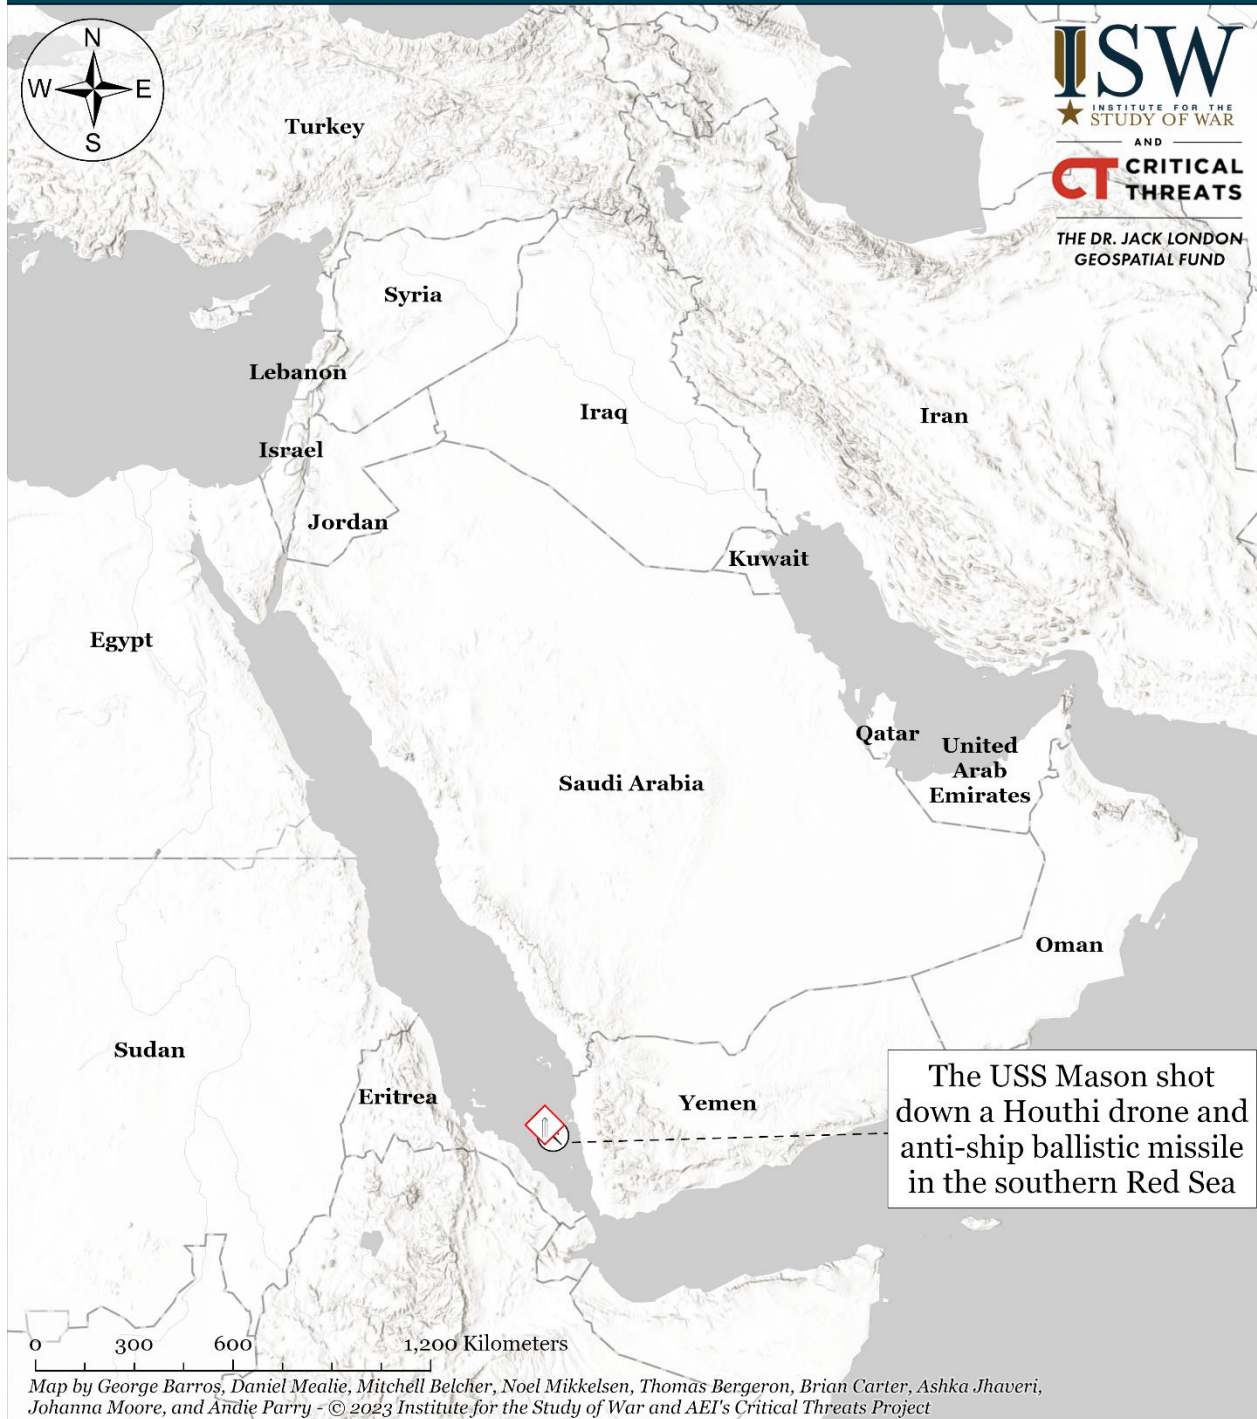 N
W E
S
ISW
INSTITUTE FOR THE
STUDY OF WAR
AND
CT CRITICAL
THREATS
THE DR. JACK LONDON
GEOSPATIAL FUND
Turkey
Syria
Lebanon
Iraq
Iran
Israel
Jordan
Kuwait
Egypt
Qatar
United
Arab
Emirates
Saudi Arabia
Oman
Sudan
Eritrea
Yemen
The USS Mason shot
down a Houthi drone and
anti-ship ballistic missile
in the southern Red Sea
0 300 600 1,200 Kilometers
Map by George Barros, Daniel Mealie, Mitchell Belcher, Noel Mikkelsen, Thomas Bergeron, Brian Carter, Ashka Jhaveri,
Johanna Moore, and Andie Parry - © 2023 Institute for the Study of War and AEI's Critical Threats Project